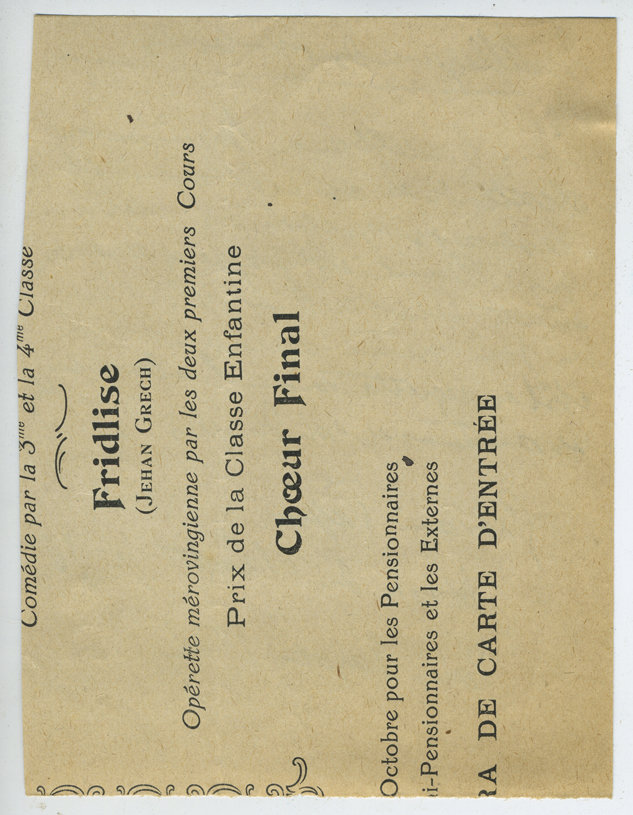 Comédie par la 3me et la 4me Classe
Fridlise
(JEHAN GRECH)
Opérette mérovingienne par les deux premiers Cours
Prix de la Classe Enfantine
Chœur Final
Octobre pour les Pensionnaires
i-Pensionnaires et les Externes
RA DE CARTE D'ENTRÉE